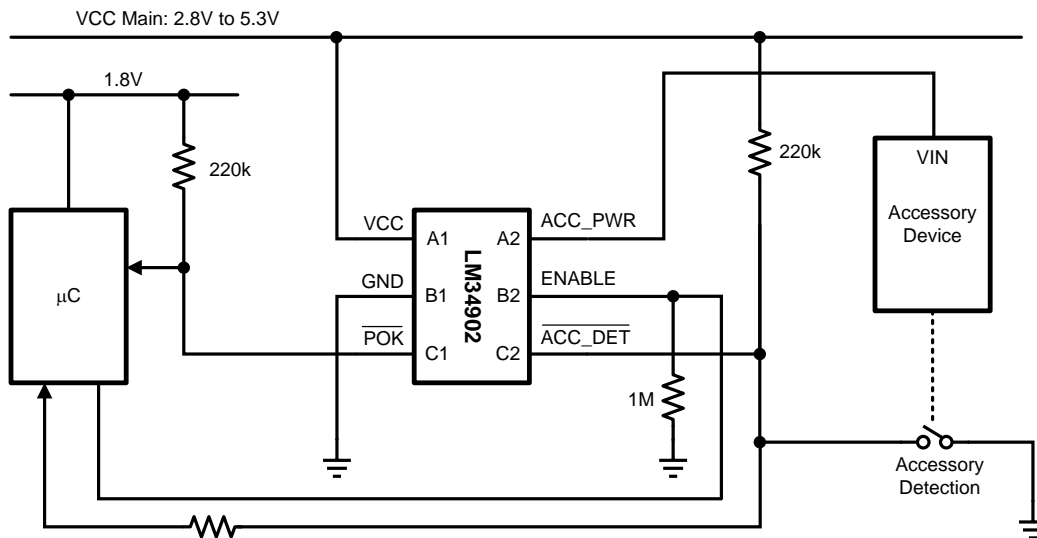 VCC Main: 2.8V to 5.3V
1.8V
220k
220k
VIN
Accessory
Device
VCC
A1
A2
ACC_PWR
GND
B1
B2
ENABLE
POK
C1
C2
ACC_DET
LM34902
μC
1M
Accessory
Detection